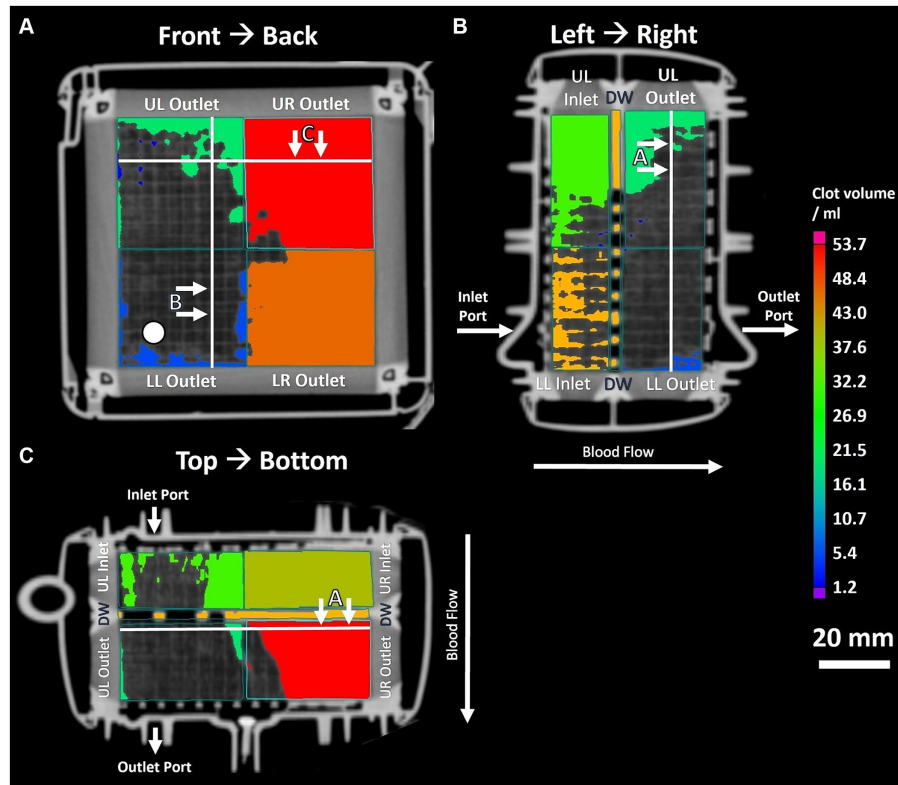 A
Front → Back
UL Outlet
UR Outlet
C
B
LL Outlet
LR Outlet
B
Left → Right
UL
Inlet
DW
UL
Outlet
A
Inlet
Port
Outlet
Port
LL Inlet
DW
LL Outlet
Blood Flow
Clot volume
/ ml
53.7
48.4
43.0
37.6
32.2
26.9
21.5
16.1
10.7
5.4
1.2
20 mm
C
Top → Bottom
Inlet Port
UL Inlet
UR Inlet
DW
A
DW
UL Outlet
UR Outlet
Blood Flow
Outlet Port